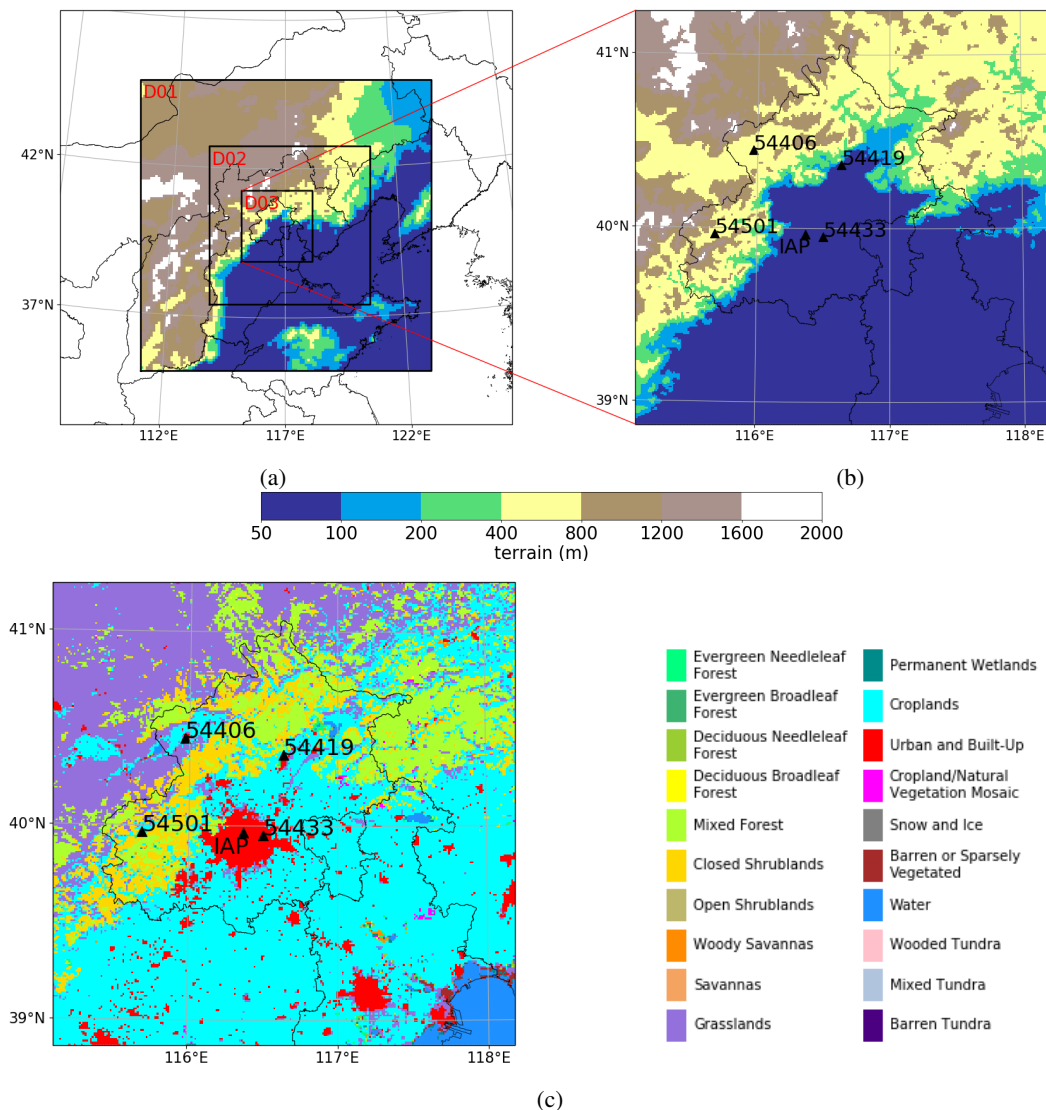 D01
D02
D03
42°N
37°N
112°E
117°E
122°E
(a)
41°N
40°N
39°N
54406
54419
54501
IAP
54433
116°E
117°E
118°E
(b)
50
100
200
400
800
1200
1600
2000
terrain (m)
41°N
40°N
39°N
54406
54419
54501
IAP
54433
116°E
117°E
118°E
Evergreen Needleleaf
Forest
Evergreen Broadleaf
Forest
Deciduous Needleleaf
Forest
Deciduous Broadleaf
Forest
Mixed Forest
Closed Shrublands
Open Shrublands
Woody Savannas
Savannas
Grasslands
Permanent Wetlands
Croplands
Urban and Built-Up
Cropland/Natural
Vegetation Mosaic
Snow and Ice
Barren or Sparsely
Vegetated
Water
Wooded Tundra
Mixed Tundra
Barren Tundra
(c)